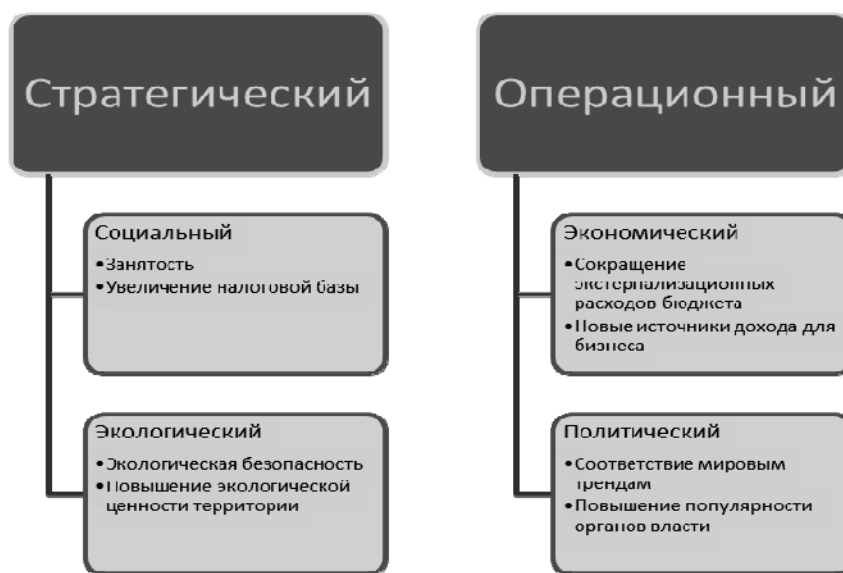 Стратегический
Социальный
•Занятость
•Увеличение налоговой базы
Экологический
•Экологическая безопасность
•Повышение экологической
ценности территории
Операционный
Экономический
•Сокращение
экстернализационных
расходов бюджета
•Новые источники дохода для
бизнеса
Политический
•Соответствие мировым
трендам
•Повышение популярности
органов власти